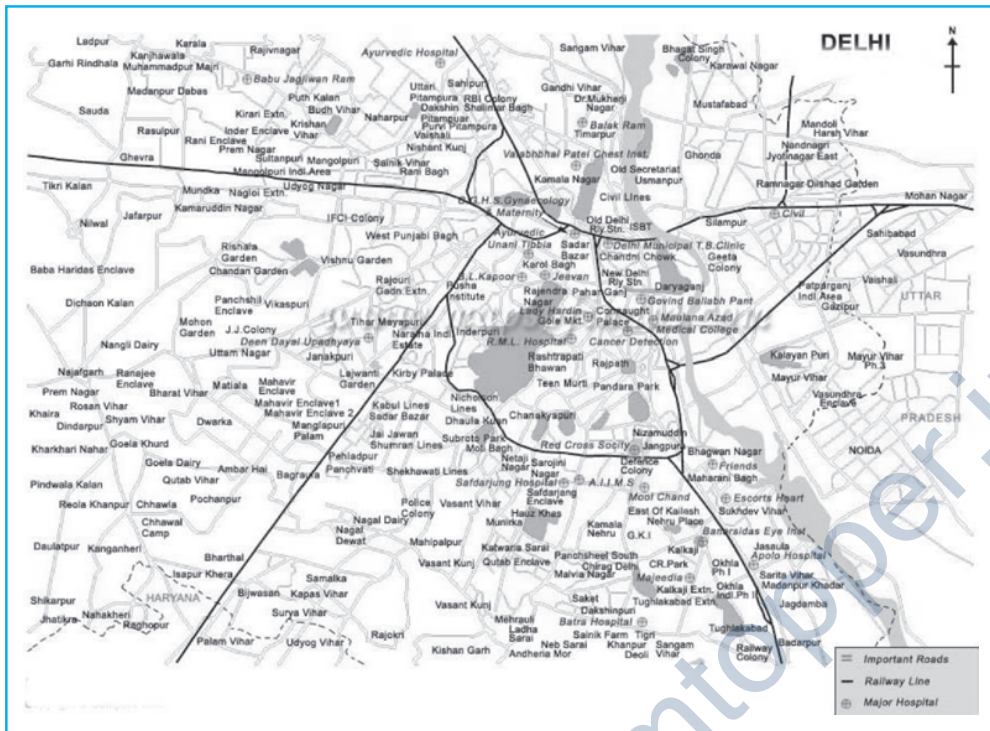 DELHI
N
Ladpur
Karala
Garhi Rindhala
Kanjhawala
Muhammadpur Majri
Rajivnagar
Ayurvedic Hospital
Sangam Vihar
Bhagat Singh
Colony
Karawal Nagar
Babu Jagjiwan Ram
Madanpur Dabas
Uttari
Pitampura
Sahipur
RBI Colony
Dakshin
Shalimar Bagh
Pitampuar
Purvi Pitampura
Gandhi Vihar
Dr.Mukherji
Nagar
Mustafabad
Sauda
Puth Kalan
Budh Vihar
Kirari Extn.
Naharpur
Balak Ram
Timarpur
Mandoli
Harsh Vihar
Rasulpur
Inder Enclave
Krishan
Vihar
Rani Enclave
Prem Nagar
Vaishali
Nishant Kunj
Nandnagri
Jyotinagar East
Ghevra
Sultanpuri
Mangolpuri
Sainik Vihar
Rani Bagh
Mangolpuri Indl.Area
Valabhbhai Patel Chest Inst.
Kamala Nagar
Old Secretariat
Usmanpur
Ghonda
Tikri Kalan
Mundka
Nagloi Extn.
Udyog Nagar
Ramnagar Dilshad Garden
Mohan Nagar
Nilwal
Jafarpur
Kamaruddin Nagar
IFCI-Colony
C.G.H.S.Gynaecology
& Maternity
Civil Lines
Old Delhi
Rly Stn.
ISBT
Silampur
Civil
Sahibabad
West Punjabi Bagh
Ayurvedic
Unani Tibbia
Sadar
Bazar
Delhi Municipal T.B.Clinic
Chandni Chowk
Geeta
Colony
Vasundhra
Rishala
Garden
Chandan Garden
Vishnu Garden
Baba Haridas Enclave
Karol Bagh
B.L.Kapoor
Jeevan
New Delhi
Rly Stn.
Vaishali
Rajouri
Gadn Extn.
Pusha
Institute
Rajendra
Nagar
Pahar Ganj
Daryaganj
Patparganj
Indl Area
Gazipur
UTTAR
Dichaon Kalan
Panchshil
Enclave
Vikaspuri
Govind Ballabh Pant
Mohon
Garden
J.J.Colony
Tihar
Mayapuri
Lady Hardin
Gole Mkt.
Connaught
Palace
Maulana Azad
Medical College
Nangli Dairy
Uttam Nagar
Deen Dayal Upadhyaya
Naraina Indl
Estate
Inderpuri
R.M.L. Hospital
Cancer Detection
Janakpuri
Rashtrapati
Bhawan
Rajpath
Kalayan Puri
Mayur Vihar
Ph.3
Najafgarh
Ranajee
Enclave
Matiala
Mahavir
Enclave
Lajwanti
Garden
Kirby Palace
Teen Murti
Pandara Park
Mayur Vihar
Prem Nagar
Bharat Vihar
Vasundhra
Enclave
Khaira
Rosan Vihar
Dindarpur
Shyam Vihar
Mahavir Enclave1
Mahavir Enclave 2
Kabul Lines
Sadar Bazar
Nicholson
Lines
PRADESH
Dwarka
Manglapuri
Palam
Dhaula Kuan
Chanakyapuri
Kharkhari Nahar
Goela Khurd
Jai Jawan
Shumran Lines
Subroto Park
Moti Bagh
Red Cross Socity
Nizamuddin
Jangpura
NOIDA
Goela Dairy
Pehladpur
Panchvati
Netaji
Nagar
Sarojini
Nagar
Defence
Colony
Bhagwan Nagar
Friends
Pindwala Kalan
Qutab Vihar
Ambar Hai
Bagraula
Shekhawati Lines
Safdarjung Hospital
A.I.I.M.S
Maharani Bagh
Reola Khanpur
Chhawla
Pochanpur
Police
Colony
Vasant Vihar
Safdarjang
Enclave
Mool Chand
Escorts Heart
Chhawal
Camp
Nagal Dairy
Nagal
Dewat
Munirka
Hauz Khas
East Of Kailash
Nehru Place
Sukhdev Vihar
Daulatpur
Kanganheri
Mahipalpur
Katwaria Sarai
Kamala
Nehru
G.K.I
Banarsidas Eye Inst
Bharthal
Vasant Kunj
Qutab Enclave
Panchsheel South
Chirag Delhi
Kalkaji
Jasaula
Apolo Hospital
Isapur Khera
Samalka
Malvia Nagar
CR.Park
Okhla
Ph I
Sarita Vihar
Madanpur Khadar
HARYANA
Bijwasan
Kapas Vihar
Majeedia
Kalkaji Extn.
Okhla
Indl.Ph II
Shikarpur
Jhatikra
Nahakheri
Raghopur
Surya Vihar
Vasant Kunj
Saket
Dakshinpuri
Tughlakabad Extn.
Jagdamba
Mehrauli
Batra Hospital
Palam Vihar
Udyog Vihar
Rajokri
Ladha
Sarai
Sainik Farm
Tigri
Tughlakabad
Badarpur
Kishan Garh
Neb Sarai
Andheria Mor
Khanpur
Deoli
Sangam
Vihar
Railway
Colony
Important Roads
Railway Line
Major Hospital